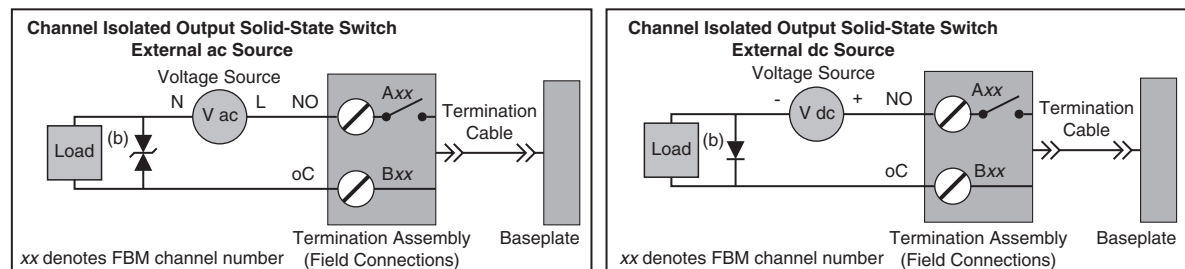 Channel Isolated Output Solid-State Switch
External ac Source
Voltage Source
N
V ac
L
NO
Axx
Termination
Cable
Load
(b)
oC
Bxx
Termination Assembly
(Field Connections)
Baseplate
xx denotes FBM channel number
Channel Isolated Output Solid-State Switch
External dc Source
Voltage Source
-
V dc
+
NO
Axx
Termination
Cable
Load
(b)
oC
Bxx
Termination Assembly
(Field Connections)
Baseplate
xx denotes FBM channel number